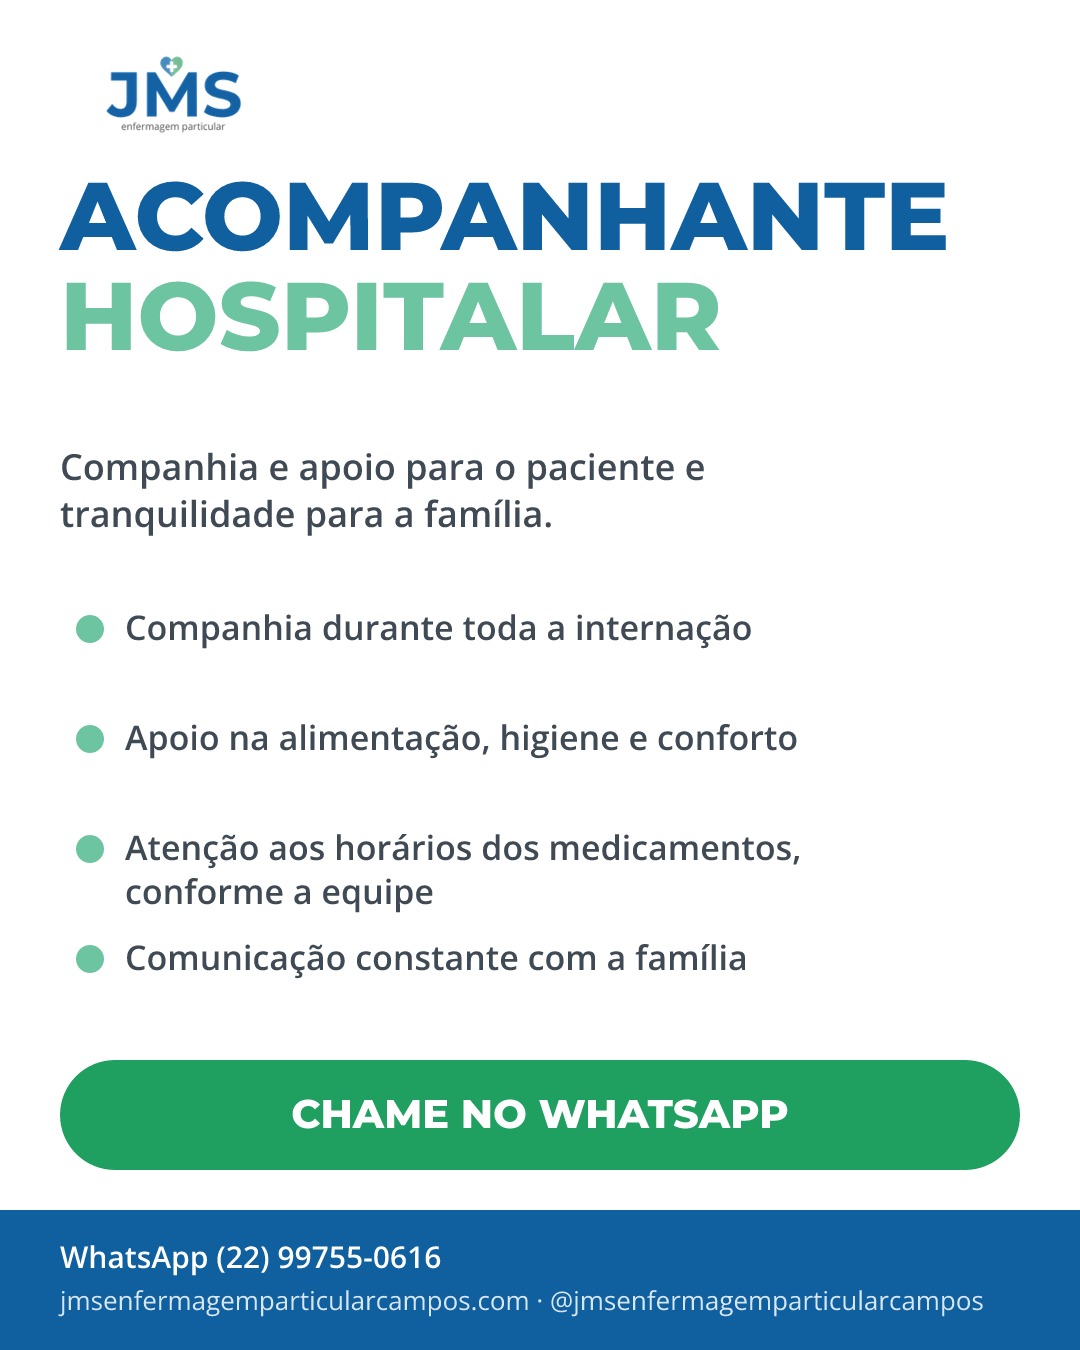 JMS
enfermagem particular
ACOMPANHANTE
HOSPITALAR
Companhia e apoio para o paciente e
tranquilidade para a família.
Companhia durante toda a internação
Apoio na alimentação, higiene e conforto
Atenção aos horários dos medicamentos,
conforme a equipe
Comunicação constante com a família
CHAME NO WHATSAPP
WhatsApp (22) 99755-0616
jmsenfermagemparticularcampos.com · @jmsenfermagemparticularcampos